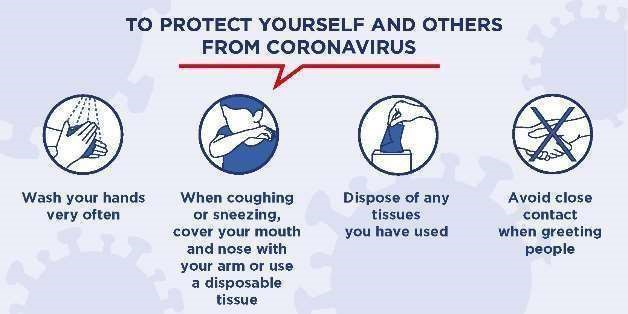 TO PROTECT YOURSELF AND OTHERS
FROM CORONAVIRUS
Wash your hands
very often
When coughing
or sneezing,
cover your mouth
and nose with
your arm or use
a disposable
tissue
Dispose of any
tissues
you have used
Avoid close
contact
when greeting
people